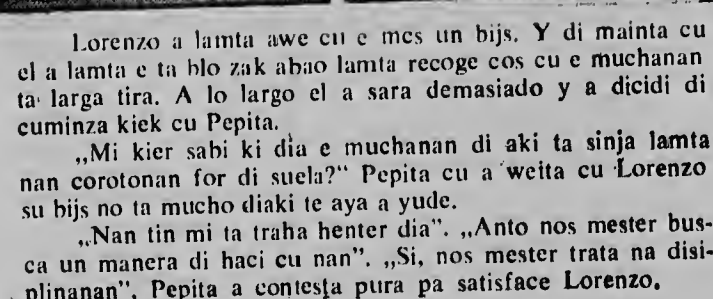 Lorenzo a lamta awe cu e mes un bijs. Y di mainta cu
el a lamta e ta blo zak abao lamta recoge cos cu e muchanan
ta larga tira. A lo largo el a sara demasiado y a dicidi di
cuminza kiek cu Pepita.
„Mi kier sabi ki dia e muchanan di aki ta sinja lamta
nan corotonan for di suela?“ Pepita cu a weita cu Lorenzo
su bijs no ta mucho diaki te aya a yude.
„Nan tin mi ta traha henter dia”. „Anto nos mester bus-
ca un manera di haci cu nan”. „Si, nos mester trata na disi-
plinanan”. Pepita a contesta pura pa satisface Lorenzo.